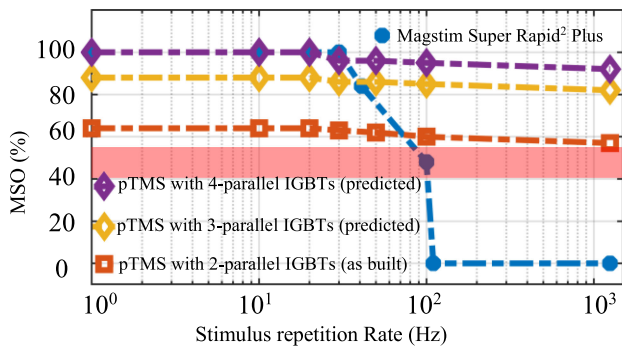 Magstim Super Rapid² Plus
100
80
60
40
20
0
MSO (%)
pTMS with 4-parallel IGBTs (predicted)
pTMS with 3-parallel IGBTs (predicted)
pTMS with 2-parallel IGBTs (as built)
10⁰ 10¹ 10² 10³
Stimulus repetition Rate (Hz)